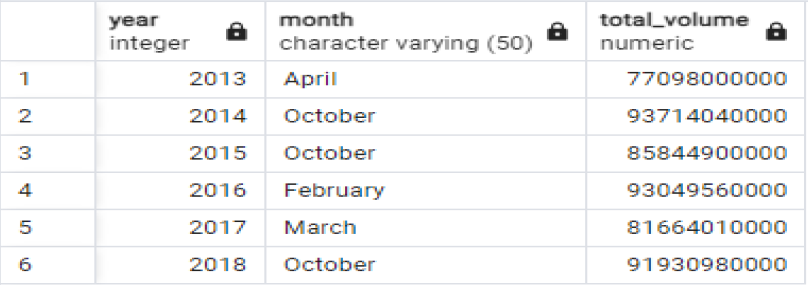 year month total_volume
integer character varying (50) numeric
1 2013 April 77098000000
2 2014 October 93714040000
3 2015 October 85844900000
4 2016 February 93049560000
5 2017 March 81664010000
6 2018 October 91930980000